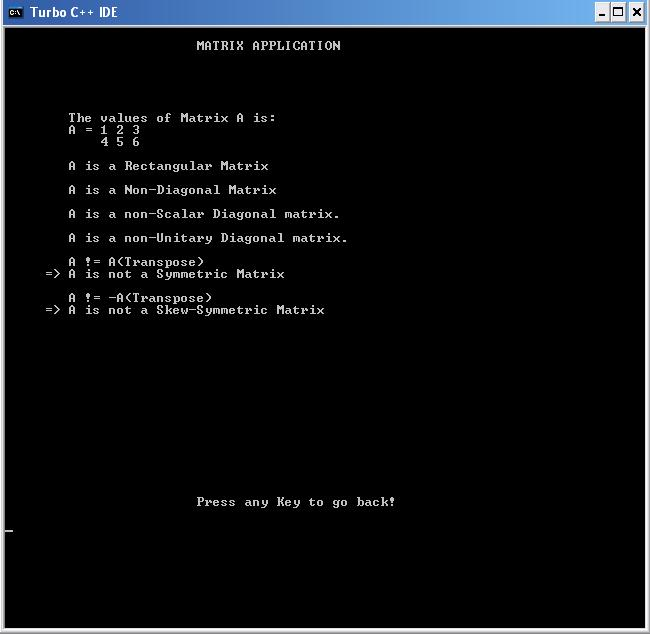 Turbo C++ IDE
MATRIX APPLICATION
The values of Matrix A is:
A = 1 2 3
4 5 6
A is a Rectangular Matrix
A is a Non-Diagonal Matrix
A is a non-Scalar Diagonal matrix.
A is a non-Unitary Diagonal matrix.
A != A(Transpose)
=> A is not a Symmetric Matrix
A != -A(Transpose)
=> A is not a Skew-Symmetric Matrix
Press any Key to go back!